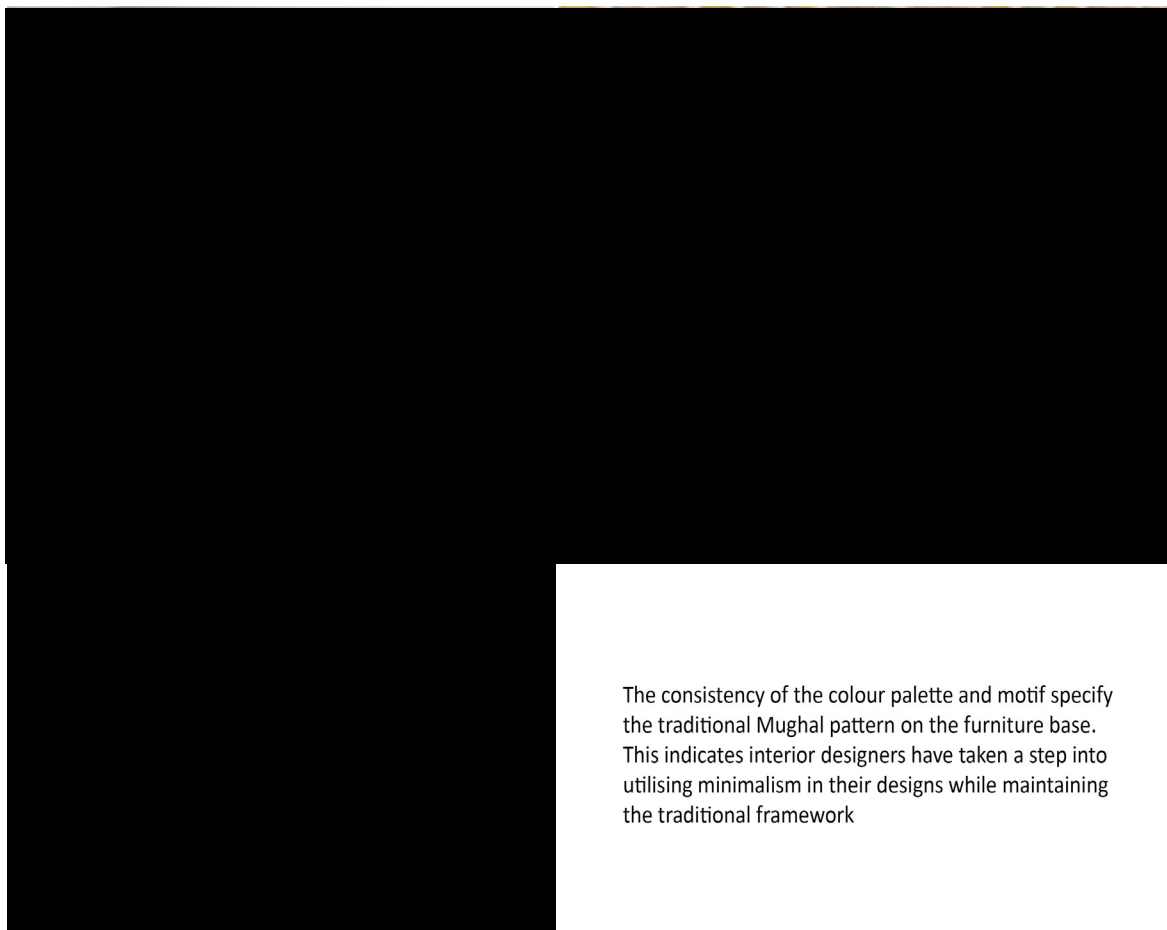 The consistency of the colour palette and motif specify
the traditional Mughal pattern on the furniture base.
This indicates interior designers have taken a step into
utilising minimalism in their designs while maintaining
the traditional framework